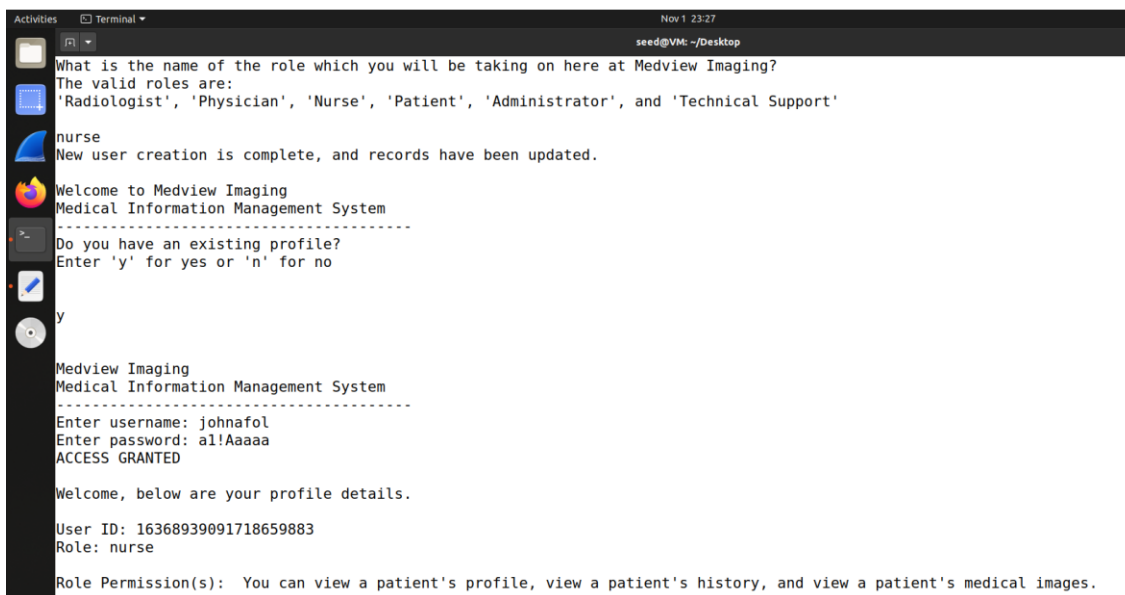 Activities
Terminal
Nov 1 23:27
seed@VM: ~/Desktop
What is the name of the role which you will be taking on here at Medview Imaging?
The valid roles are:
'Radiologist', 'Physician', 'Nurse', 'Patient', 'Administrator', and 'Technical Support'
nurse
New user creation is complete, and records have been updated.
Welcome to Medview Imaging
Medical Information Management System
----------------------------------------
Do you have an existing profile?
Enter 'y' for yes or 'n' for no
y
Medview Imaging
Medical Information Management System
----------------------------------------
Enter username: johnafol
Enter password: a1!Aaaaa
ACCESS GRANTED
Welcome, below are your profile details.
User ID: 16368939091718659883
Role: nurse
Role Permission(s):  You can view a patient's profile, view a patient's history, and view a patient's medical images.